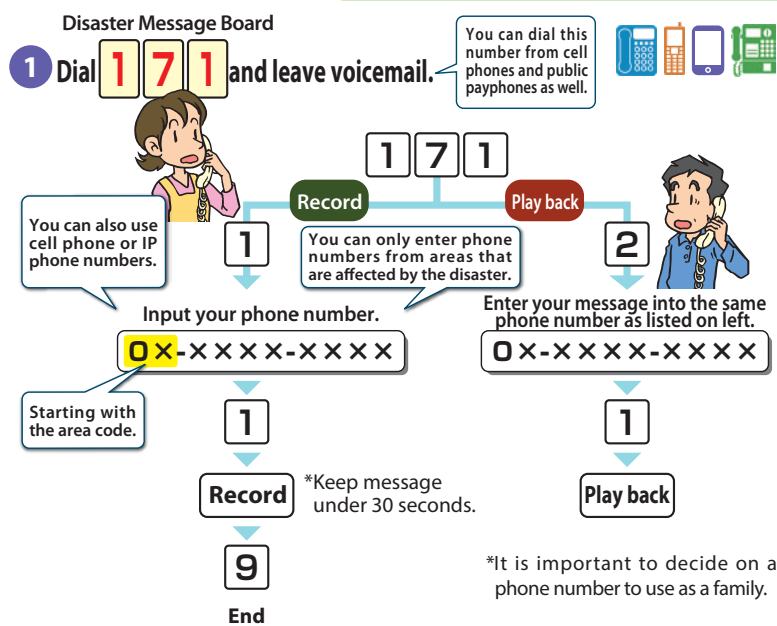 Disaster Message Board
1 Dial 1 7 1 and leave voicemail.
You can dial this
number from cell
phones and public
payphones as well.
1 7 1
Record
Play back
You can also use
cell phone or IP
phone numbers.
1
You can only enter phone
numbers from areas that
are affected by the disaster.
2
Input your phone number.
0×-××××-××××
Starting with
the area code.
1
Record
*Keep message
under 30 seconds.
9
End
Enter your message into the same
phone number as listed on left.
0×-××××-××××
1
Play back
*It is important to decide on a
phone number to use as a family.